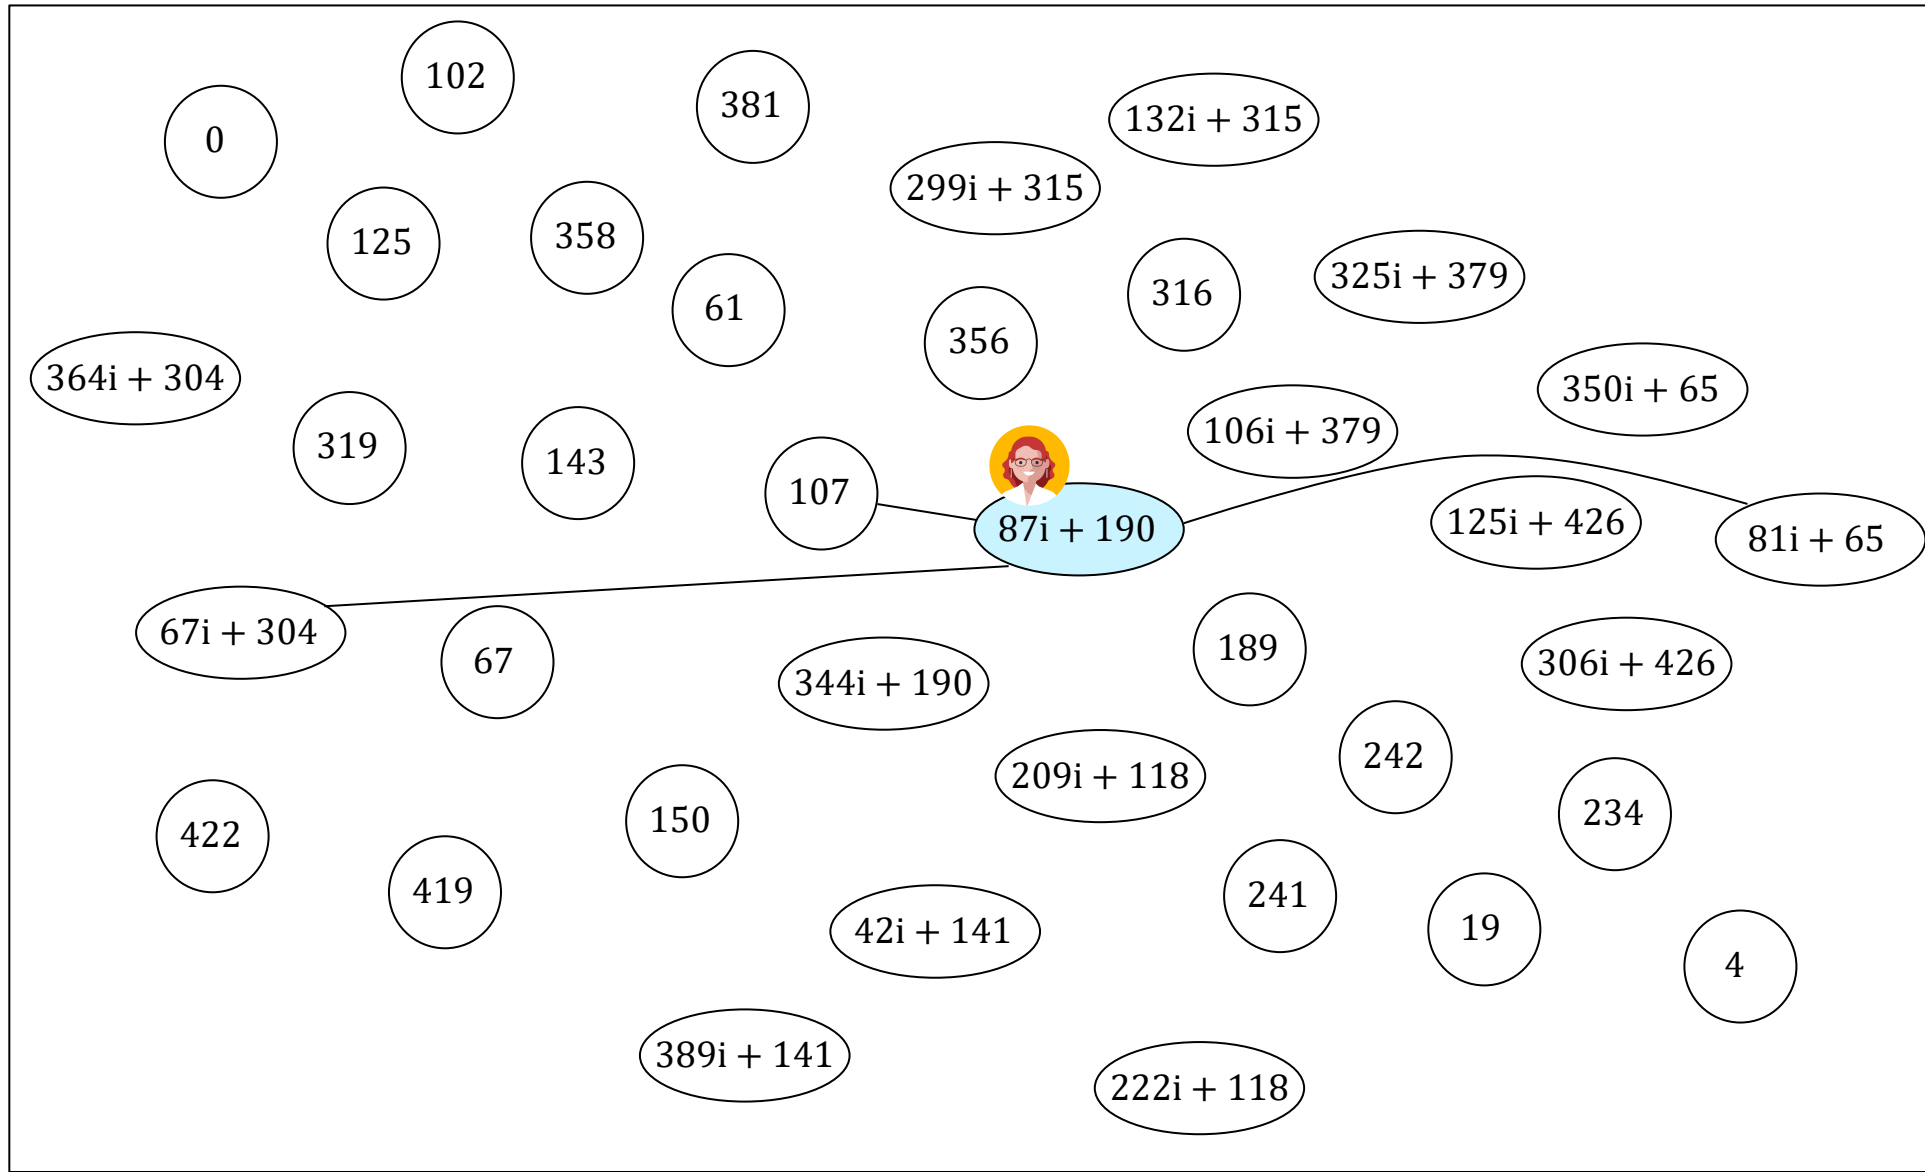 102
381
132i + 315
0
299i + 315
125
358
325i + 379
61
316
356
364i + 304
350i + 65
106i + 379
319
143
107
87i + 190
125i + 426
81i + 65
67i + 304
67
189
306i + 426
344i + 190
209i + 118
242
234
422
150
419
241
42i + 141
19
4
389i + 141
222i + 118